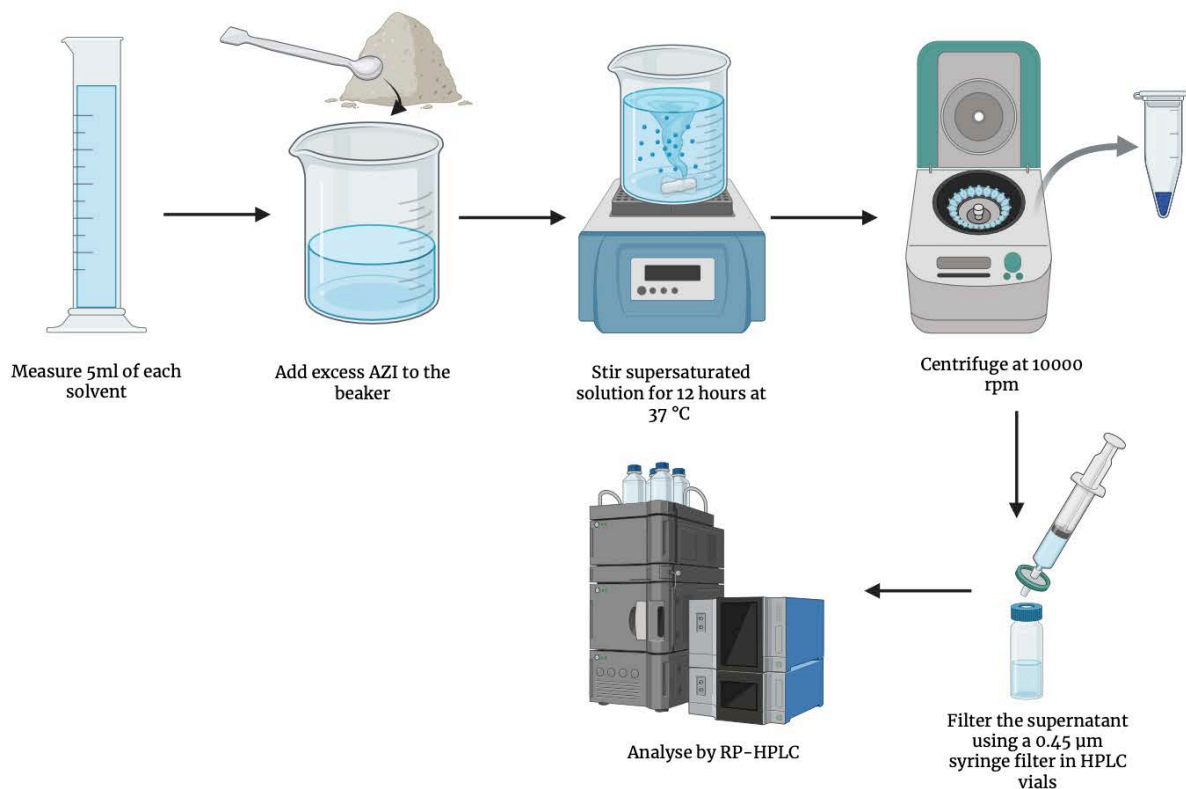 Measure 5ml of each
solvent
Add excess AZI to the
beaker
Stir supersaturated
solution for 12 hours at
37 °C
Centrifuge at 10000
rpm
Filter the supernatant
using a 0.45 µm
syringe filter in HPLC
vials
Analyse by RP-HPLC